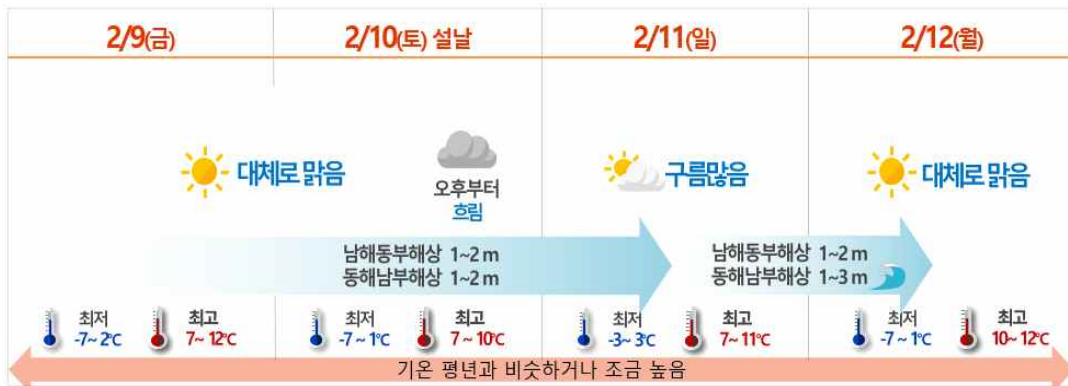 2/9(금)
2/10(토) 설날
2/11(일)
2/12(월)
대체로 맑음
오후부터
흐림
구름많음
대체로 맑음
남해동부해상 1~2 m
동해남부해상 1~2 m
남해동부해상 1~2 m
동해남부해상 1~3 m
최저
-7~ 2℃
최고
7~ 12℃
최저
-7 ~ 1℃
최고
7 ~ 10℃
최저
-3~ 3℃
최고
7~ 11℃
최저
-7 ~ 1℃
최고
10~ 12℃
기온 평년과 비슷하거나 조금 높음